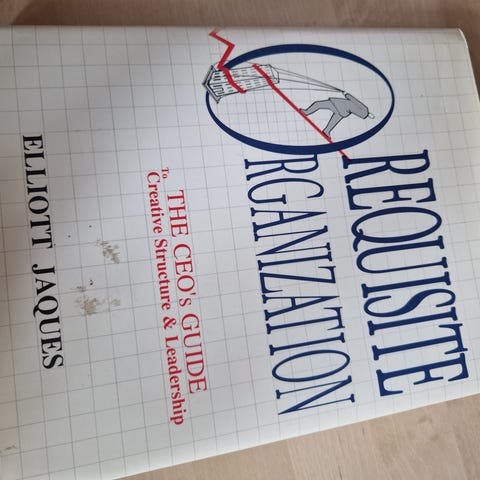 REQUISITE
ORGANIZATION
THE CEO's GUIDE
To Creative Structure & Leadership
ELLIOTT JAQUES